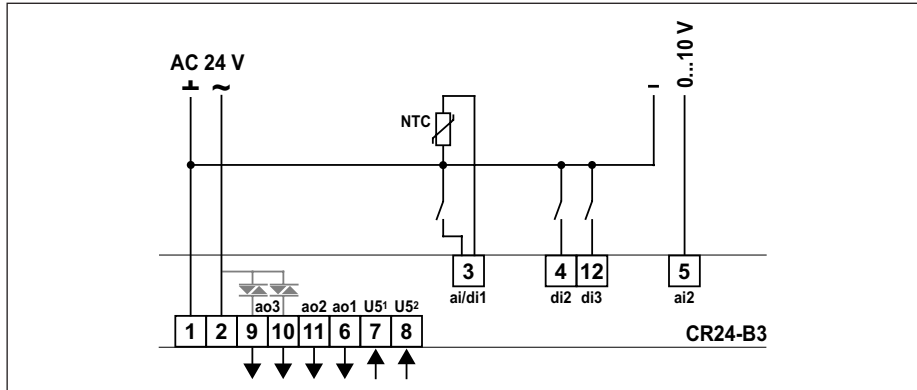 AC 24 V
⊥ ~
– 0...10 V
NTC
3 4 12 5
ai/di1 di2 di3 ai2
ao3 ao2 ao1 U5¹ U5²
1 2 9 10 11 6 7 8
CR24-B3